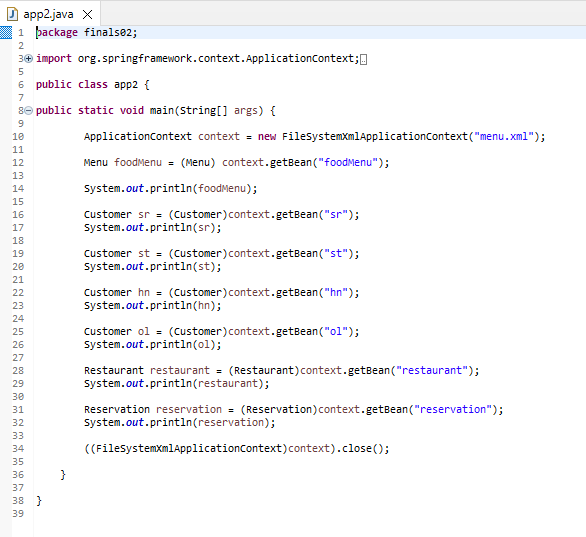 app2.java
1 package finals02;
2
3 import org.springframework.context.ApplicationContext;
5
6 public class app2 {
7
8 public static void main(String[] args) {
9
10 ApplicationContext context = new FileSystemXmlApplicationContext("menu.xml");
11
12 Menu foodMenu = (Menu) context.getBean("foodMenu");
13
14 System.out.println(foodMenu);
15
16 Customer sr = (Customer)context.getBean("sr");
17 System.out.println(sr);
18
19 Customer st = (Customer)context.getBean("st");
20 System.out.println(st);
21
22 Customer hn = (Customer)context.getBean("hn");
23 System.out.println(hn);
24
25 Customer ol = (Customer)context.getBean("ol");
26 System.out.println(ol);
27
28 Restaurant restaurant = (Restaurant)context.getBean("restaurant");
29 System.out.println(restaurant);
30
31 Reservation reservation = (Reservation)context.getBean("reservation");
32 System.out.println(reservation);
33
34 ((FileSystemXmlApplicationContext)context).close();
35
36 }
37
38 }
39